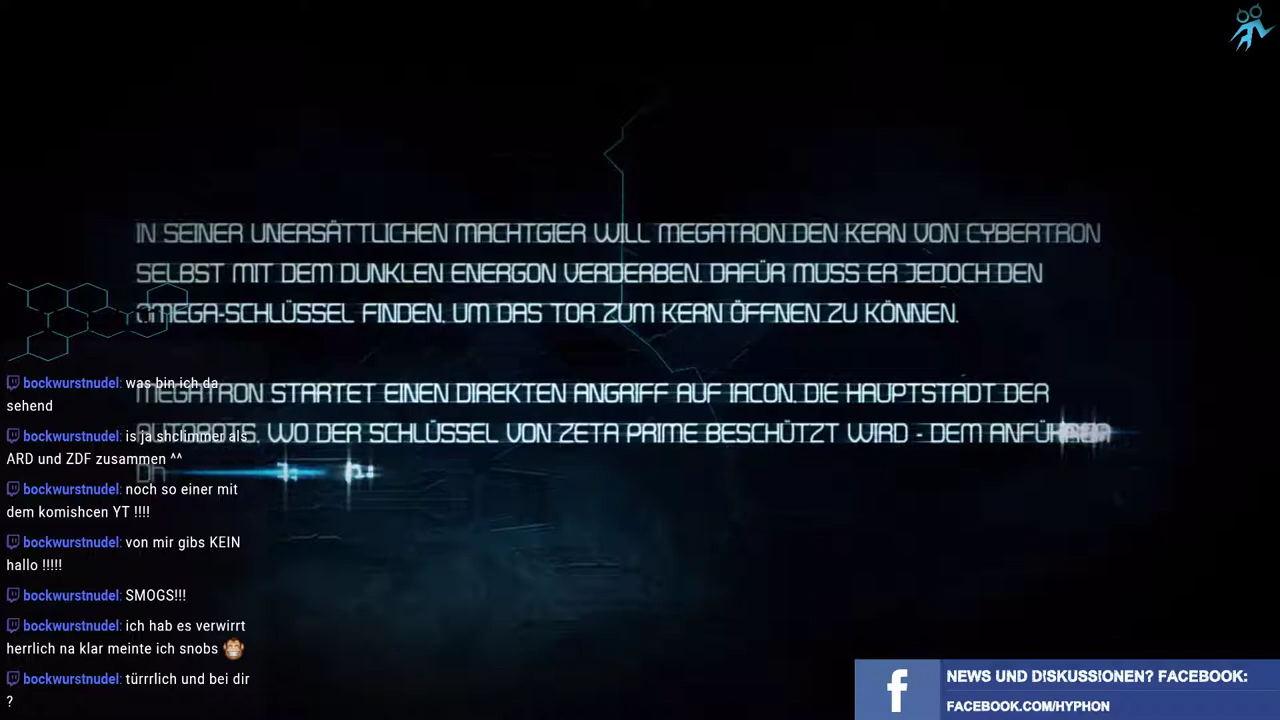 IN SEINER UNERSÄTTLICHEN MACHTGIER WILL MEGATRON DEN KERN VON CYBERTRON
SELBST MIT DEM DUNKLEN ENERGON VERDERBEN. DAFÜR MUSS ER JEDOCH DEN
OMEGA-SCHLÜSSEL FINDEN, UM DAS TOR ZUM KERN ÖFFNEN ZU KÖNNEN.
MEGATRON STARTET EINEN DIREKTEN ANGRIFF AUF IACON, DIE HAUPTSTADT DER
AUTOBOTS, WO DER SCHLÜSSEL VON ZETA PRIME BESCHÜTZT WIRD - DEM ANFÜHRER
bockwurstnudel: was bin ich da
sehend
bockwurstnudel: is ja shclimmer als
ARD und ZDF zusammen ^^
bockwurstnudel: noch so einer mit
dem komishcen YT !!!!
bockwurstnudel: von mir gibs KEIN
hallo !!!!!
bockwurstnudel: SMOGS!!!
bockwurstnudel: ich hab es verwirrt
herrlich na klar meinte ich snobs 🐵
bockwurstnudel: türrrlich und bei dir
?
NEWS UND DISKUSSIONEN? FACEBOOK:
FACEBOOK.COM/HYPHON